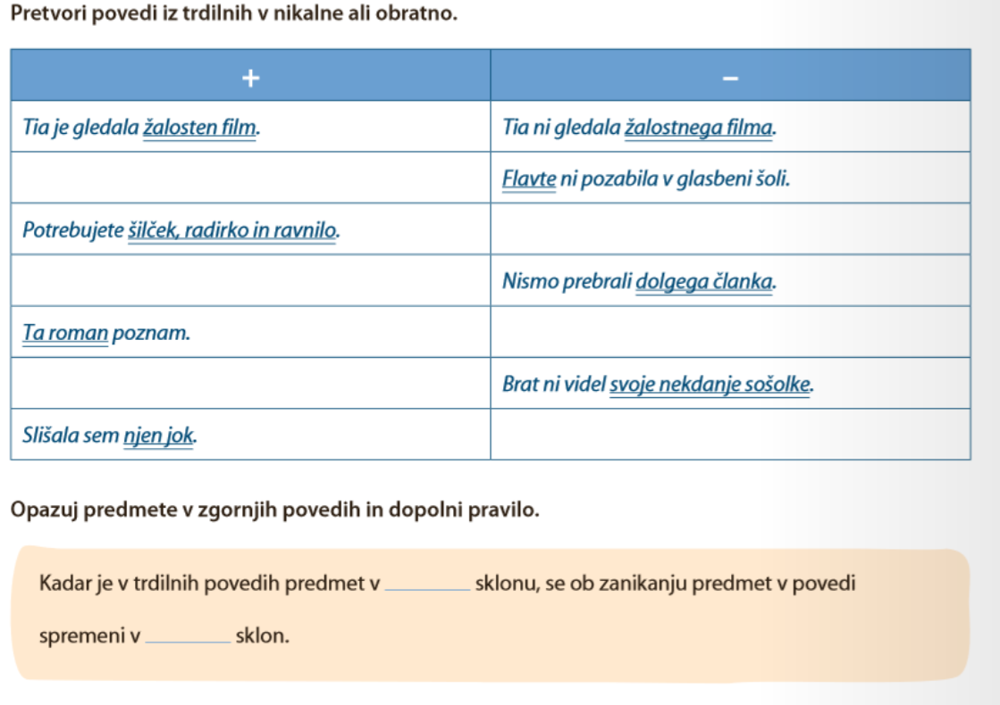 Pretvori povedi iz trdilnih v nikalne ali obratno.
+ –
Tia je gledala žalosten film. Tia ni gledala žalostnega filma.
Flavte ni pozabila v glasbeni šoli.
Potrebujete šilček, radirko in ravnilo.
Nismo prebrali dolgega članka.
Ta roman poznam.
Brat ni videl svoje nekdanje sošolke.
Slišala sem njen jok.
Opazuj predmete v zgornjih povedih in dopolni pravilo.
Kadar je v trdilnih povedih predmet v ________ sklonu, se ob zanikanju predmet v povedi
spremeni v ________ sklon.